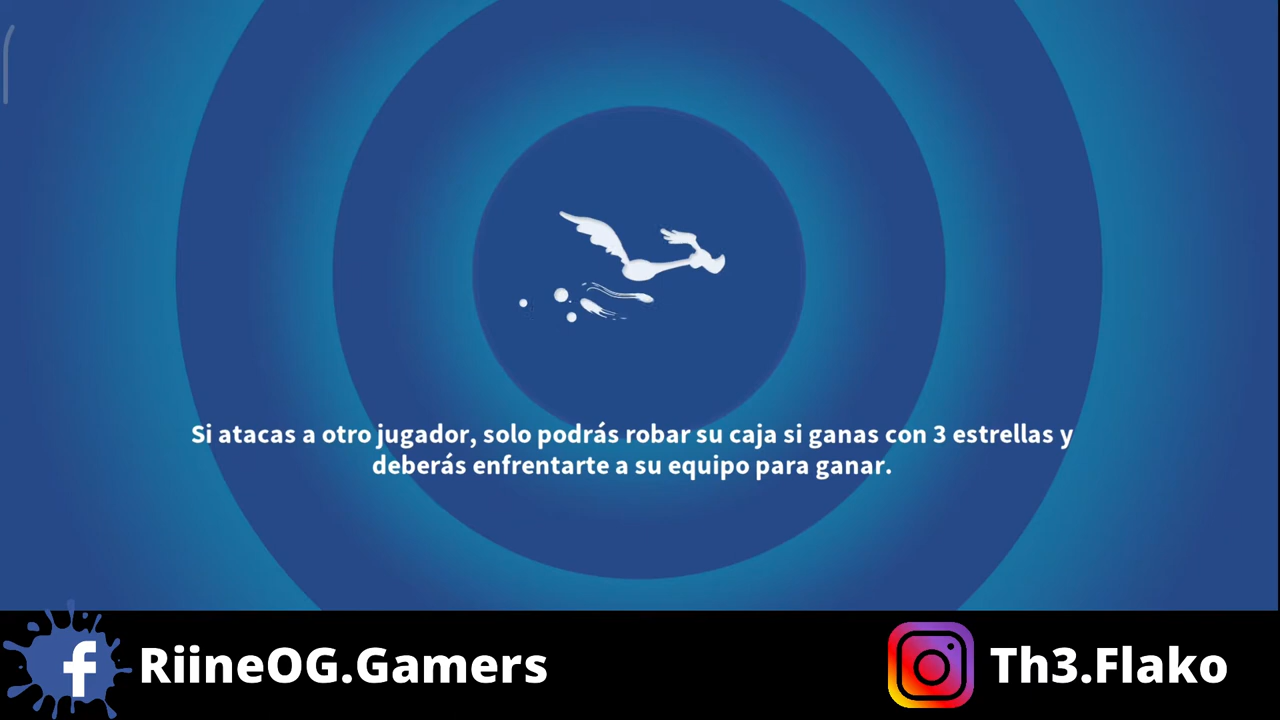 Si atacas a otro jugador, solo podrás robar su caja si ganas con 3 estrellas y
deberás enfrentarte a su equipo para ganar.
RiineOG.Gamers
Th3.Flako